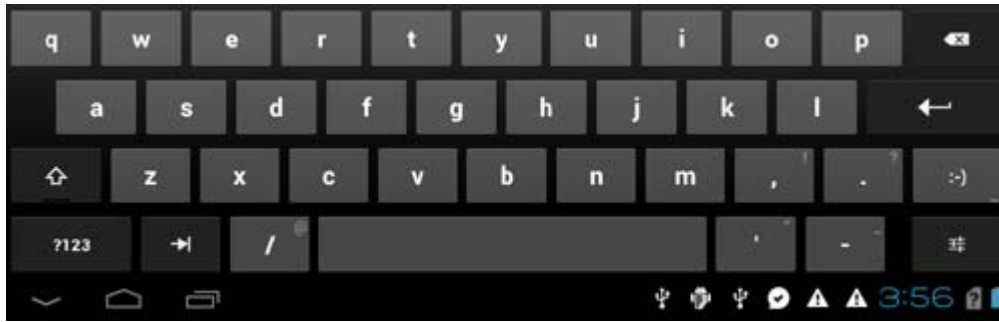 q w e r t y u i o p
a s d f g h j k l
z x c v b n m , ! . ? :-)
?123 / @ ' " - _
3:56